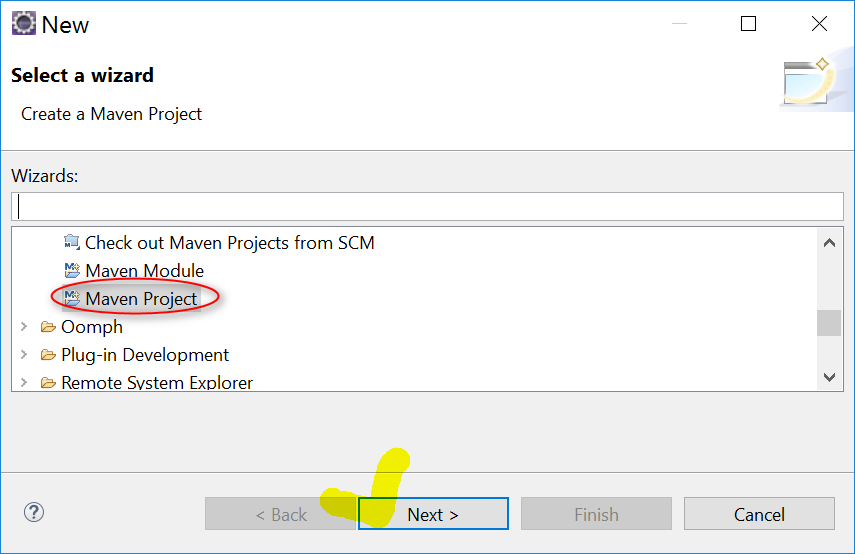 New
Select a wizard
Create a Maven Project
Wizards:
Check out Maven Projects from SCM
Maven Module
Maven Project
Oomph
Plug-in Development
Remote System Explorer
?
< Back Next > Finish Cancel